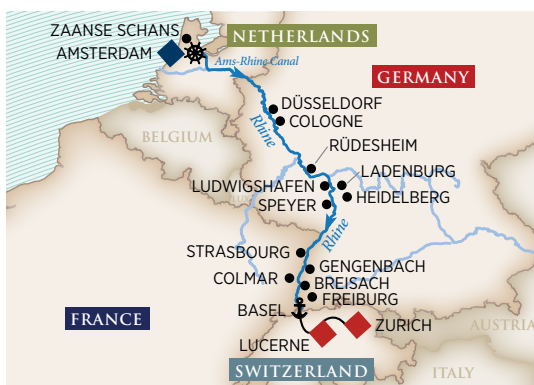 ZAANSE SCHANS
AMSTERDAM
NETHERLANDS
Ams-Rhine Canal
GERMANY
DÜSSELDORF
COLOGNE
Rhine
BELGIUM
RÜDESHEIM
LADENBURG
LUDWIGSHAFEN
HEIDELBERG
SPEYER
Rhine
STRASBOURG
GENGENBACH
COLMAR
BREISACH
FREIBURG
BASEL
FRANCE
ZURICH
AUSTRIA
LUCERNE
SWITZERLAND
ITALY